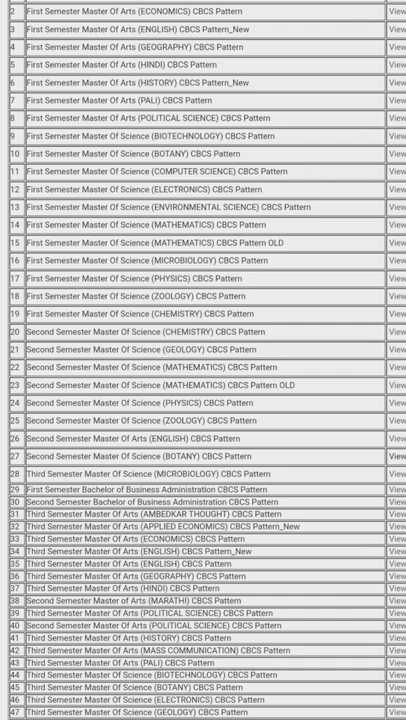 2 First Semester Master Of Arts (ECONOMICS) CBCS Pattern View
3 First Semester Master Of Arts (ENGLISH) CBCS Pattern_New View
4 First Semester Master Of Arts (GEOGRAPHY) CBCS Pattern View
5 First Semester Master Of Arts (HINDI) CBCS Pattern View
6 First Semester Master Of Arts (HISTORY) CBCS Pattern_New View
7 First Semester Master Of Arts (PALI) CBCS Pattern View
8 First Semester Master Of Arts (POLITICAL SCIENCE) CBCS Pattern View
9 First Semester Master Of Science (BIOTECHNOLOGY) CBCS Pattern View
10 First Semester Master Of Science (BOTANY) CBCS Pattern View
11 First Semester Master Of Science (COMPUTER SCIENCE) CBCS Pattern View
12 First Semester Master Of Science (ELECTRONICS) CBCS Pattern View
13 First Semester Master Of Science (ENVIRONMENTAL SCIENCE) CBCS Pattern View
14 First Semester Master Of Science (MATHEMATICS) CBCS Pattern View
15 First Semester Master Of Science (MATHEMATICS) CBCS Pattern OLD View
16 First Semester Master Of Science (MICROBIOLOGY) CBCS Pattern View
17 First Semester Master Of Science (PHYSICS) CBCS Pattern View
18 First Semester Master Of Science (ZOOLOGY) CBCS Pattern View
19 First Semester Master Of Science (CHEMISTRY) CBCS Pattern View
20 Second Semester Master Of Science (CHEMISTRY) CBCS Pattern View
21 Second Semester Master Of Science (GEOLOGY) CBCS Pattern View
22 Second Semester Master Of Science (MATHEMATICS) CBCS Pattern View
23 Second Semester Master Of Science (MATHEMATICS) CBCS Pattern OLD View
24 Second Semester Master Of Science (PHYSICS) CBCS Pattern View
25 Second Semester Master Of Science (ZOOLOGY) CBCS Pattern View
26 Second Semester Master Of Arts (ENGLISH) CBCS Pattern View
27 Second Semester Master Of Science (BOTANY) CBCS Pattern View
28 Third Semester Master Of Science (MICROBIOLOGY) CBCS Pattern View
29 First Semester Bachelor of Business Administration CBCS Pattern View
30 Second Semester Bachelor of Business Administration CBCS Pattern View
31 Third Semester Master Of Arts (AMBEDKAR THOUGHT) CBCS Pattern View
32 Third Semester Master Of Arts (APPLIED ECONOMICS) CBCS Pattern_New View
33 Third Semester Master Of Arts (ECONOMICS) CBCS Pattern View
34 Third Semester Master Of Arts (ENGLISH) CBCS Pattern_New View
35 Third Semester Master Of Arts (ENGLISH) CBCS Pattern View
36 Third Semester Master Of Arts (GEOGRAPHY) CBCS Pattern View
37 Third Semester Master Of Arts (HINDI) CBCS Pattern View
38 Second Semester Master of Arts (MARATHI) CBCS Pattern View
39 Third Semester Master Of Arts (POLITICAL SCIENCE) CBCS Pattern View
40 Second Semester Master Of Arts (POLITICAL SCIENCE) CBCS Pattern View
41 Third Semester Master Of Arts (HISTORY) CBCS Pattern View
42 Third Semester Master Of Arts (MASS COMMUNICATION) CBCS Pattern View
43 Third Semester Master Of Arts (PALI) CBCS Pattern View
44 Third Semester Master Of Science (BIOTECHNOLOGY) CBCS Pattern View
45 Third Semester Master Of Science (BOTANY) CBCS Pattern View
46 Third Semester Master Of Science (ELECTRONICS) CBCS Pattern View
47 Third Semester Master Of Science (GEOLOGY) CBCS Pattern View